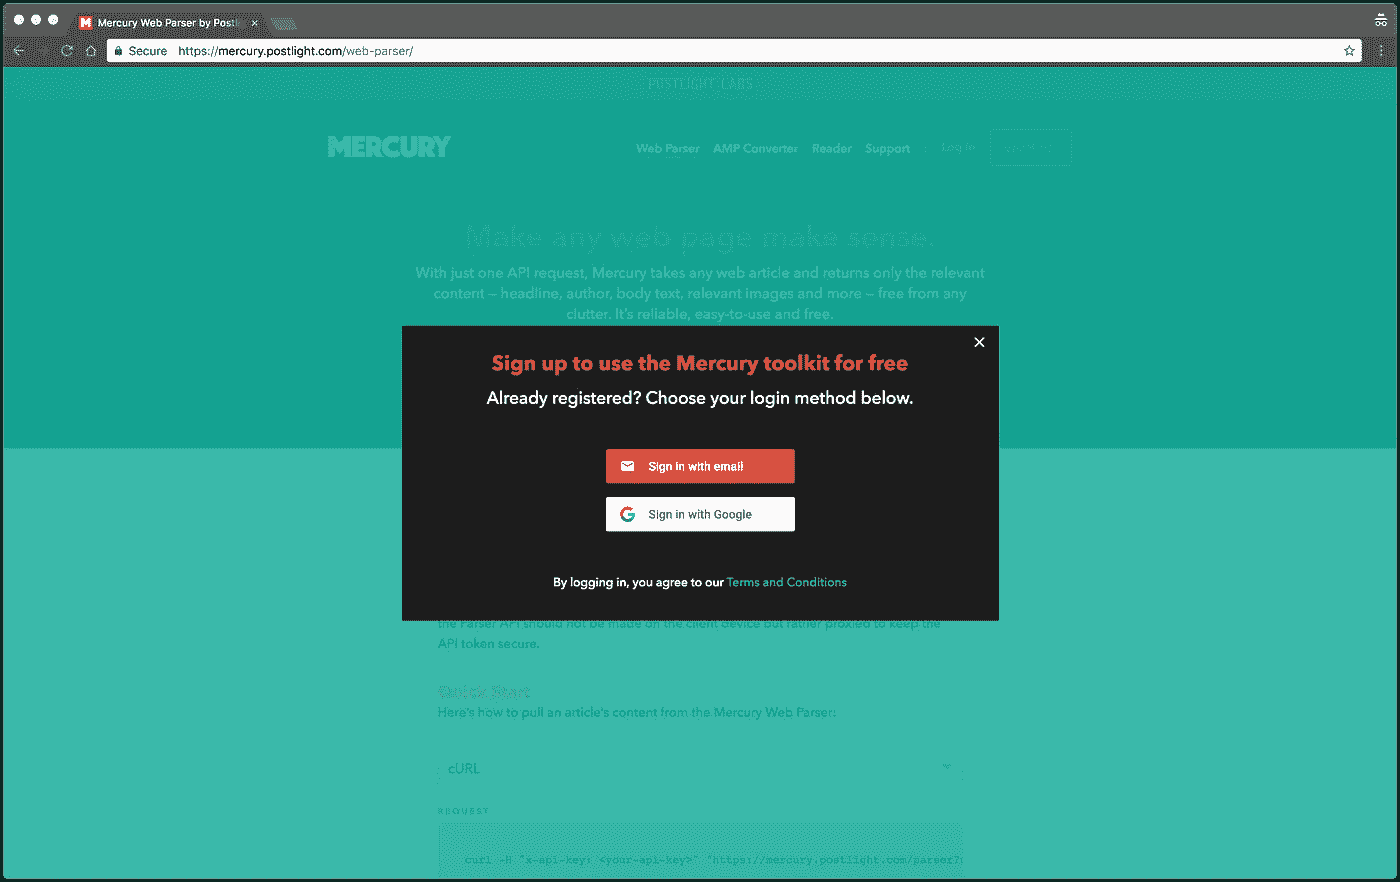 Mercury Web Parser by Postl
Secure https://mercury.postlight.com/web-parser/
POSTLIGHT LABS
MERCURY
Web Parser AMP Converter Reader Support Log In
Make any web page make sense.
With just one API request, Mercury takes any web article and returns only the relevant
content – headline, author, body text, relevant images and more – free from any
clutter. It's reliable, easy-to-use and free.
Sign up to use the Mercury toolkit for free
Already registered? Choose your login method below.
Sign in with email
Sign in with Google
By logging in, you agree to our Terms and Conditions
the Parser API should not be made on the client device but rather proxied to keep the
API token secure.
Quick Start
Here's how to pull an article's content from the Mercury Web Parser:
cURL
REQUEST
curl -H "x-api-key: <your-api-key>" "https://mercury.postlight.com/parser?